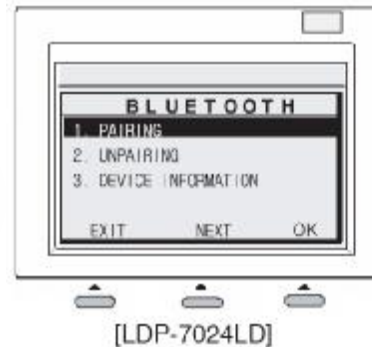 BLUETOOTH
1. PAIRING
2. UNPAIRING
3. DEVICE INFORMATION
EXIT NEXT OK
[LDP-7024LD]